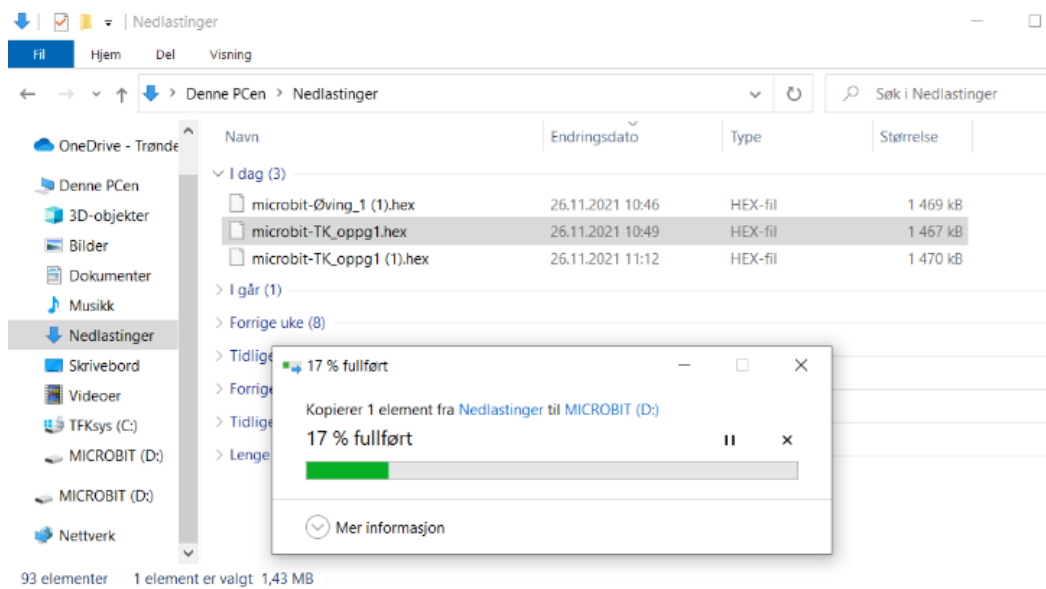 Nedlastinger
Fil Hjem Del Visning
Denne PCen Nedlastinger Søk i Nedlastinger
OneDrive - Trønde
Denne PCen
3D-objekter
Bilder
Dokumenter
Musikk
Nedlastinger
Skrivebord
Videoer
TFKsys (C:)
MICROBIT (D:)
MICROBIT (D:)
Nettverk
Navn Endringsdato Type Størrelse
I dag (3)
microbit-Øving_1 (1).hex 26.11.2021 10:46 HEX-fil 1 469 kB
microbit-TK_oppg1.hex 26.11.2021 10:49 HEX-fil 1 467 kB
microbit-TK_oppg1 (1).hex 26.11.2021 11:12 HEX-fil 1 470 kB
I går (1)
Forrige uke (8)
Tidlige
Forrige
Tidlige
Lenge
17 % fullført
Kopierer 1 element fra Nedlastinger til MICROBIT (D:)
17 % fullført
Mer informasjon
93 elementer 1 element er valgt 1,43 MB